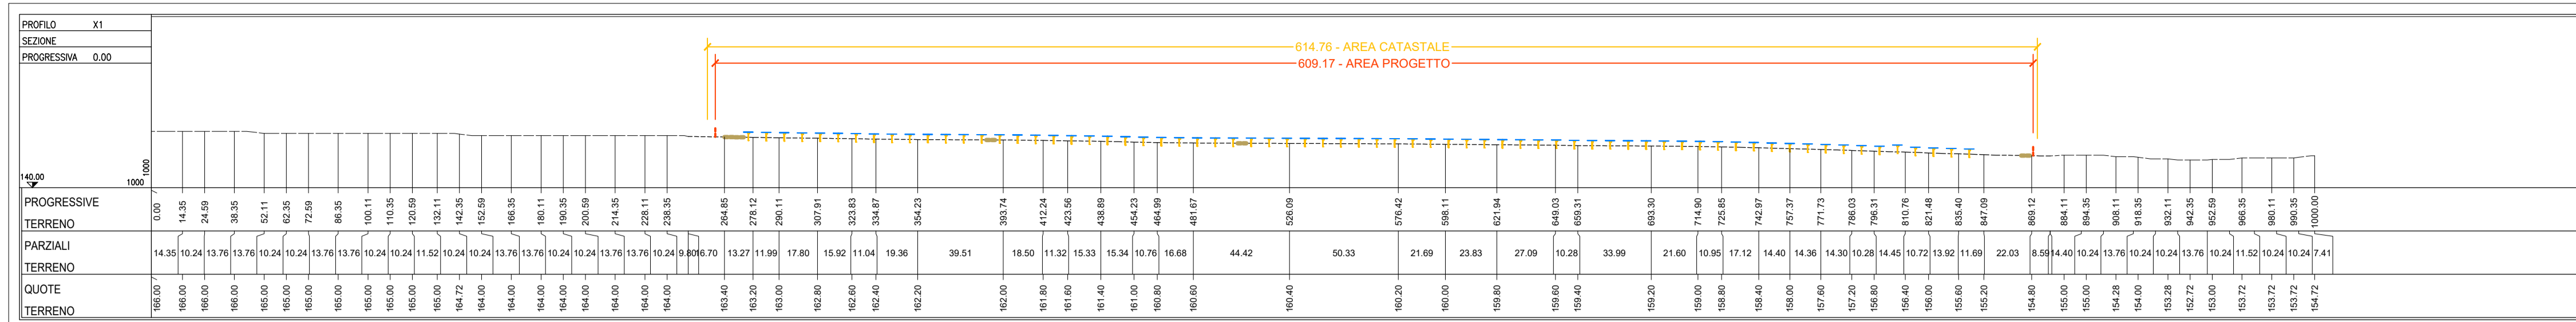 PROFILO X1
SEZIONE
PROGRESSIVA 0.00
614.76 - AREA CATASTALE
609.17 - AREA PROGETTO
140.00
1000
1000
PROGRESSIVE TERRENO
0.00 14.35 24.59 38.35 52.11 62.35 72.59 86.35 100.11 110.35 120.59 132.11 142.35 152.59 166.35 180.11 190.35 200.59 214.35 228.11 238.35 264.85 278.12 290.11 307.91 323.83 334.87 354.23 393.74 412.24 423.56 438.89 454.23 464.99 481.67 526.09 576.42 598.11 621.94 649.03 659.31 693.30 714.90 725.85 742.97 757.37 771.73 786.03 796.31 810.76 821.48 835.40 847.09 869.12 884.11 894.35 908.11 918.35 932.11 942.35 952.59 966.35 980.11 990.35 1000.00
PARZIALI TERRENO
14.35 10.24 13.76 13.76 10.24 10.24 13.76 13.76 10.24 10.24 11.52 10.24 10.24 13.76 13.76 10.24 10.24 13.76 13.76 10.24 9.80 16.70 13.27 11.99 17.80 15.92 11.04 19.36 39.51 18.50 11.32 15.33 15.34 10.76 16.68 44.42 50.33 21.69 23.83 27.09 10.28 33.99 21.60 10.95 17.12 14.40 14.36 14.30 10.28 14.45 10.72 13.92 11.69 22.03 8.59 14.40 10.24 13.76 10.24 10.24 13.76 10.24 11.52 10.24 10.24 7.41
QUOTE TERRENO
166.00 166.00 166.00 166.00 165.00 165.00 165.00 165.00 165.00 165.00 165.00 165.00 164.72 164.00 164.00 164.00 164.00 164.00 164.00 164.00 164.00 163.40 163.20 163.00 162.80 162.60 162.40 162.20 162.00 161.80 161.60 161.40 161.00 160.80 160.60 160.40 160.20 160.00 159.80 159.60 159.40 159.20 159.00 158.80 158.40 158.00 157.60 157.20 156.80 156.40 156.00 155.60 155.20 154.80 155.00 155.00 154.28 154.00 153.28 152.72 153.00 153.72 153.72 153.72 154.72